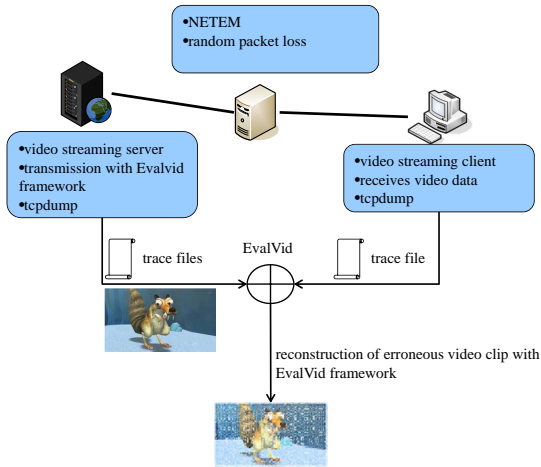 •NETEM
•random packet loss
•video streaming server
•transmission with Evalvid
framework
•tcpdump
•video streaming client
•receives video data
•tcpdump
trace files
EvalVid
trace file
reconstruction of erroneous video clip with
EvalVid framework